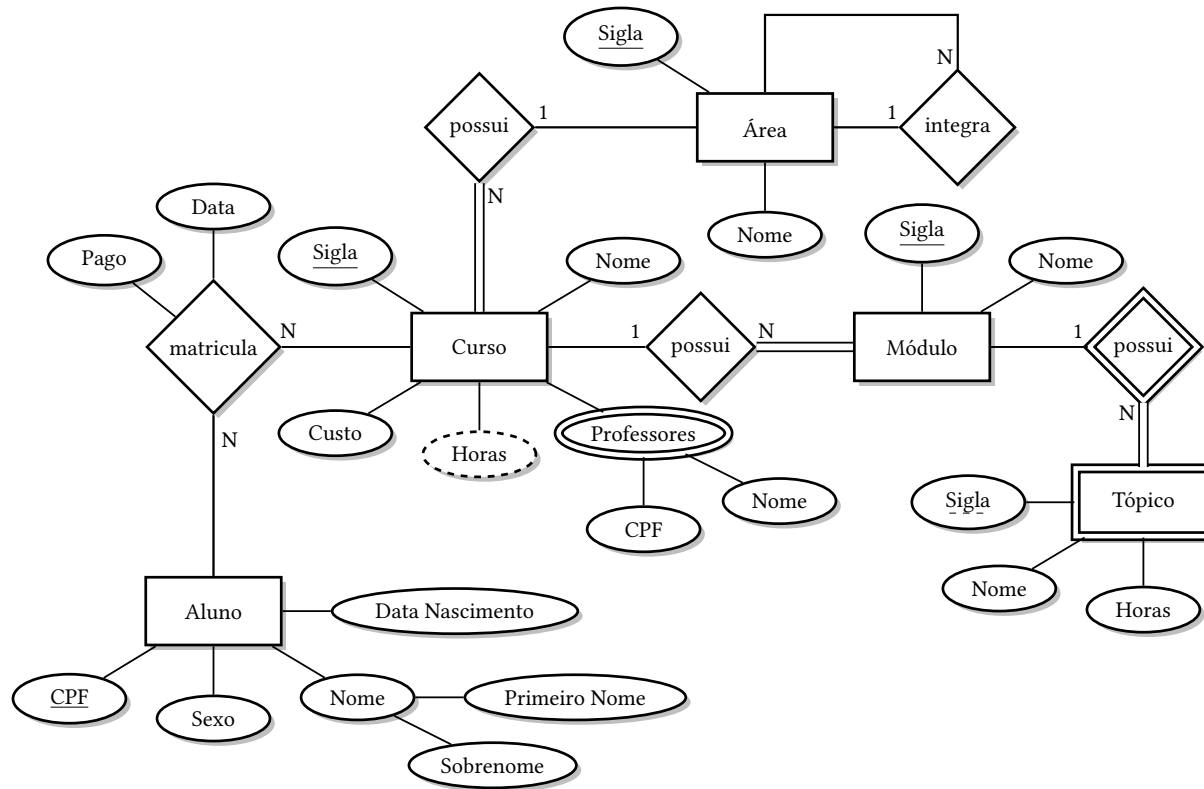 Sigla
N
1
1
possui
Área
integra
N
Data
Sigla
Nome
Pago
Sigla
Nome
Nome
N
1
N
1
matricula
Curso
possui
Módulo
possui
N
N
Custo
Horas
Professores
Sigla
Tópico
Nome
CPF
Nome
Horas
Aluno
Data Nascimento
CPF
Nome
Primeiro Nome
Sexo
Sobrenome